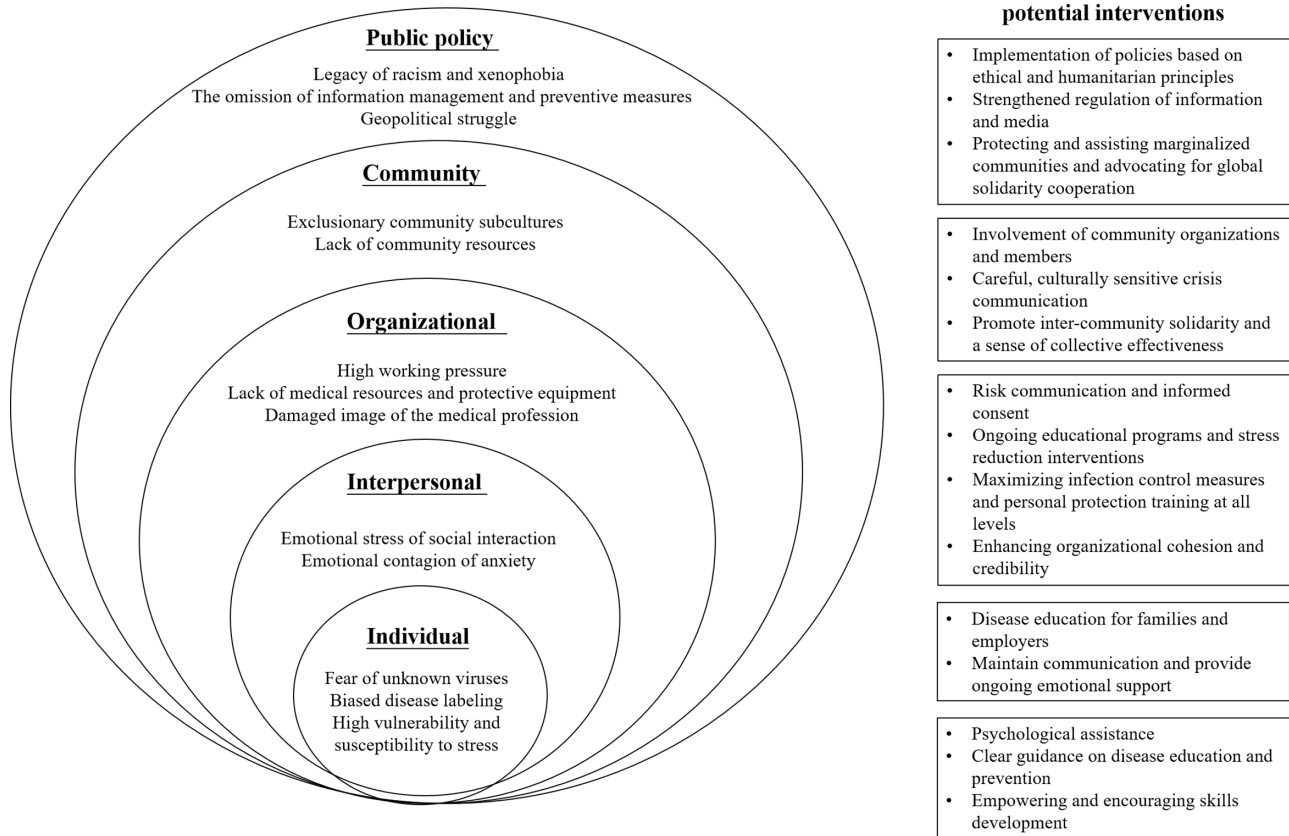 Public policy
Legacy of racism and xenophobia
The omission of information management and preventive measures
Geopolitical struggle
Community
Exclusionary community subcultures
Lack of community resources
Organizational
High working pressure
Lack of medical resources and protective equipment
Damaged image of the medical profession
Interpersonal
Emotional stress of social interaction
Emotional contagion of anxiety
Individual
Fear of unknown viruses
Biased disease labeling
High vulnerability and
susceptibility to stress
potential interventions
• Implementation of policies based on
ethical and humanitarian principles
• Strengthened regulation of information
and media
• Protecting and assisting marginalized
communities and advocating for global
solidarity cooperation
• Involvement of community organizations
and members
• Careful, culturally sensitive crisis
communication
• Promote inter-community solidarity and
a sense of collective effectiveness
• Risk communication and informed
consent
• Ongoing educational programs and stress
reduction interventions
• Maximizing infection control measures
and personal protection training at all
levels
• Enhancing organizational cohesion and
credibility
• Disease education for families and
employers
• Maintain communication and provide
ongoing emotional support
• Psychological assistance
• Clear guidance on disease education and
prevention
• Empowering and encouraging skills
development